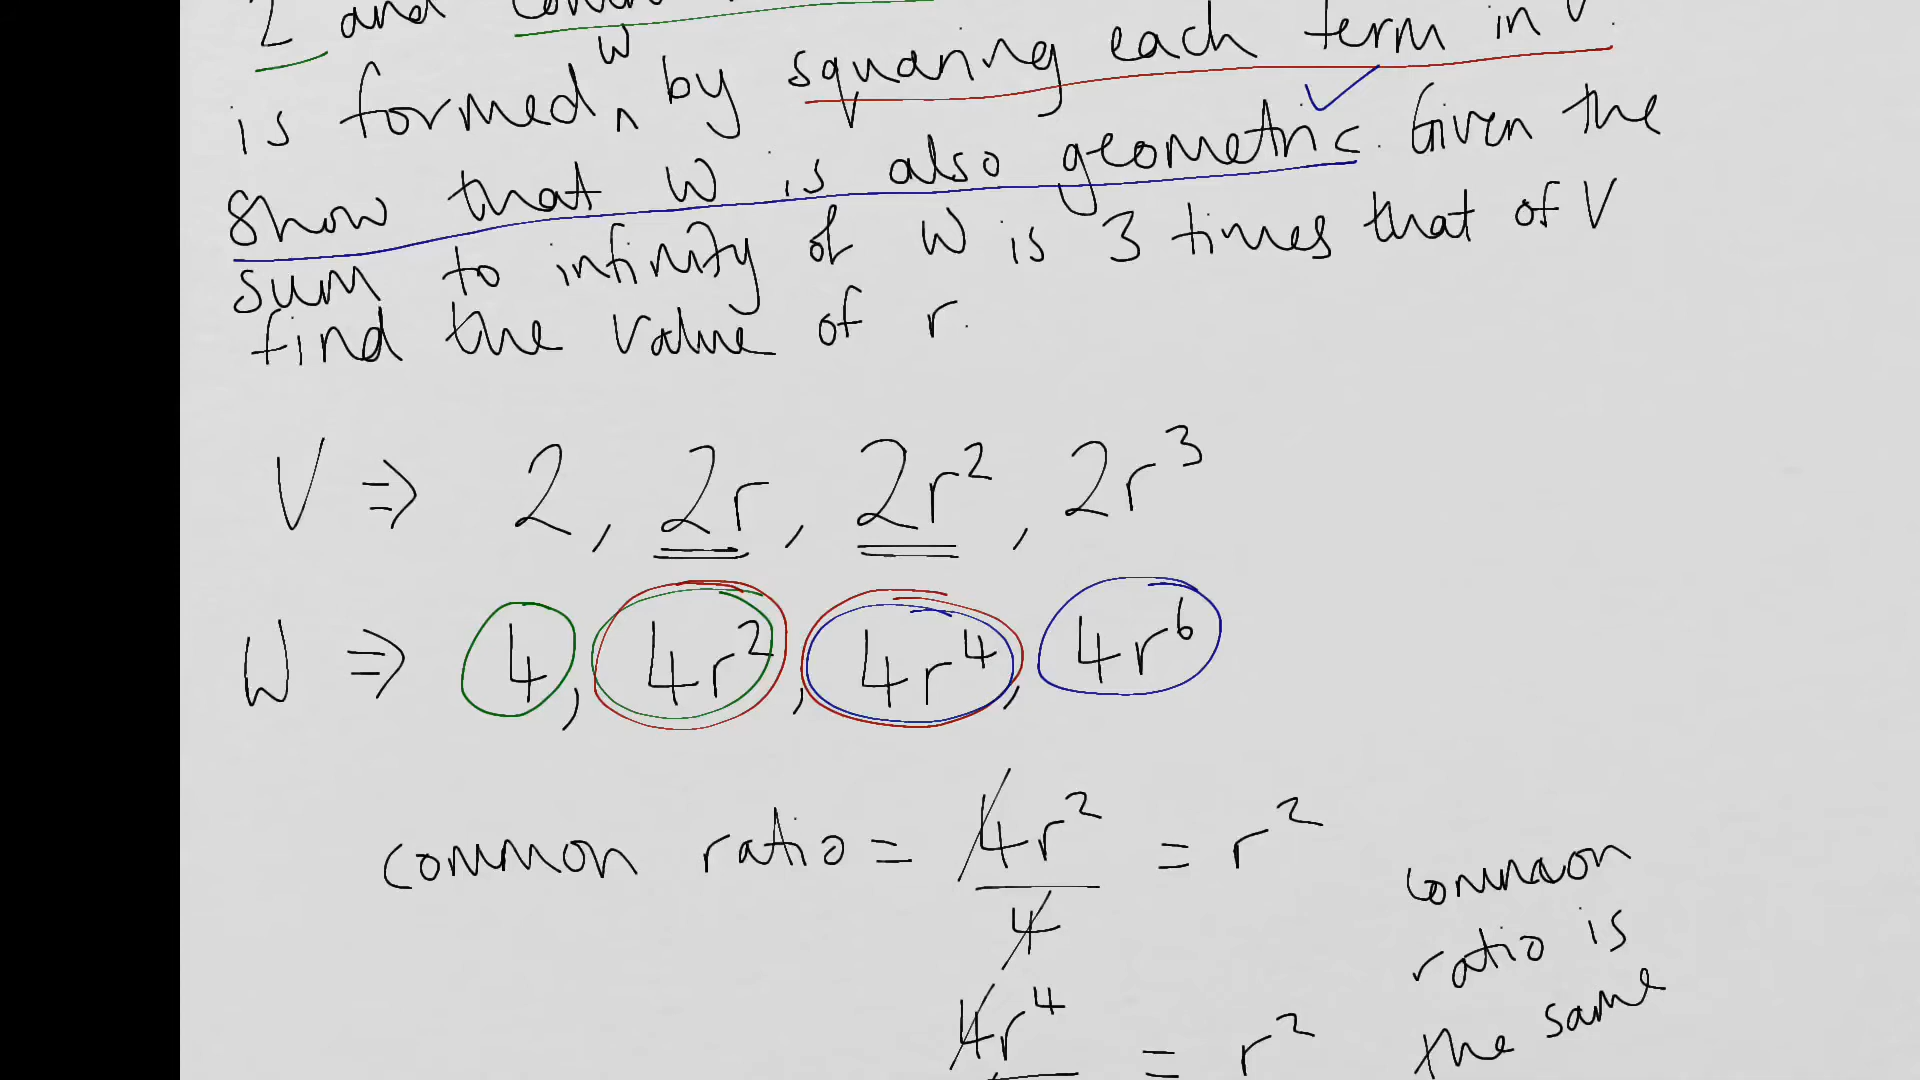 2 and
w
is formed ^ by squaring each term in V.
Show that W is also geometric. Given the
sum to infinity of W is 3 times that of V
find the value of r.
V ⇒ 2, 2r, 2r², 2r³
W ⇒ 4, 4r², 4r⁴, 4r⁶
common ratio = 4r²/4 = r²
common
ratio is
the same
4r⁴ = r²